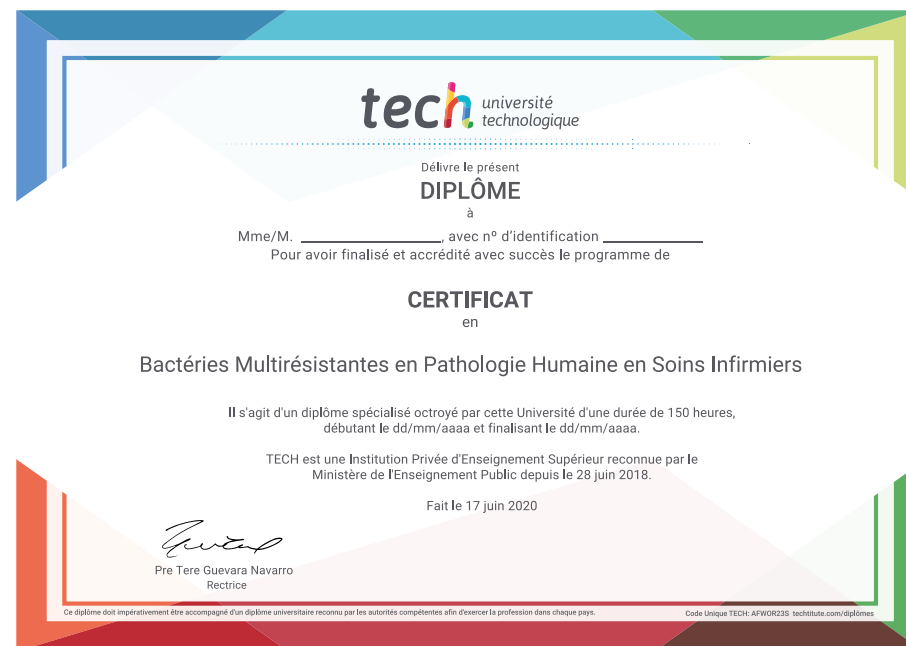 tech université
technologique
Délivre le présent
DIPLÔME
à
Mme/M. ____________________, avec nº d'identification ______________
Pour avoir finalisé et accrédité avec succès le programme de
CERTIFICAT
en
Bactéries Multirésistantes en Pathologie Humaine en Soins Infirmiers
Il s'agit d'un diplôme spécialisé octroyé par cette Université d'une durée de 150 heures,
débutant le dd/mm/aaaa et finalisant le dd/mm/aaaa.
TECH est une Institution Privée d'Enseignement Supérieur reconnue par le
Ministère de l'Enseignement Public depuis le 28 juin 2018.
Fait le 17 juin 2020
Pre Tere Guevara Navarro
Rectrice
Ce diplôme doit impérativement être accompagné d'un diplôme universitaire reconnu par les autorités compétentes afin d'exercer la profession dans chaque pays.
Code Unique TECH: AFWOR23S techtitute.com/diplômes